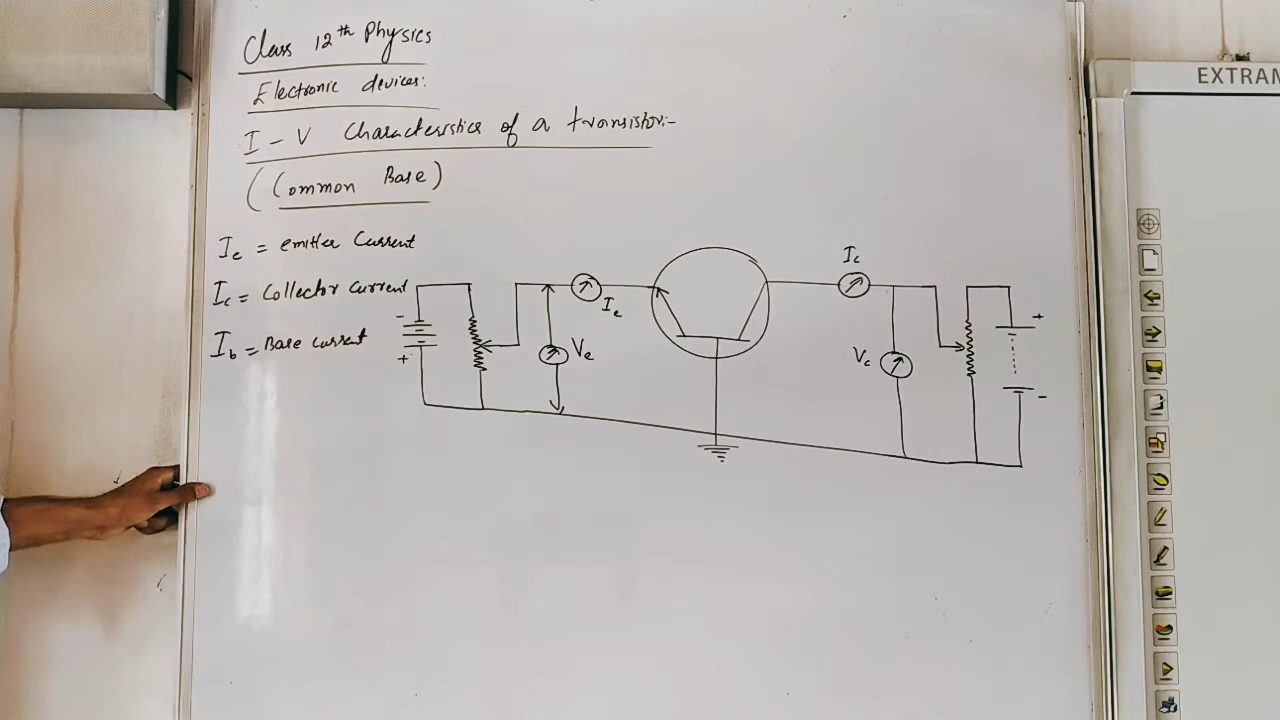 Class 12th Physics
Electronic devices:
I - V Characteristics of a transistor:-
(Common Base)
Ie = emitter Current
Ic = Collector current
Ib = Base current
Ic
Ie
Ve
Vc
-
+
+
-
EXTRAM